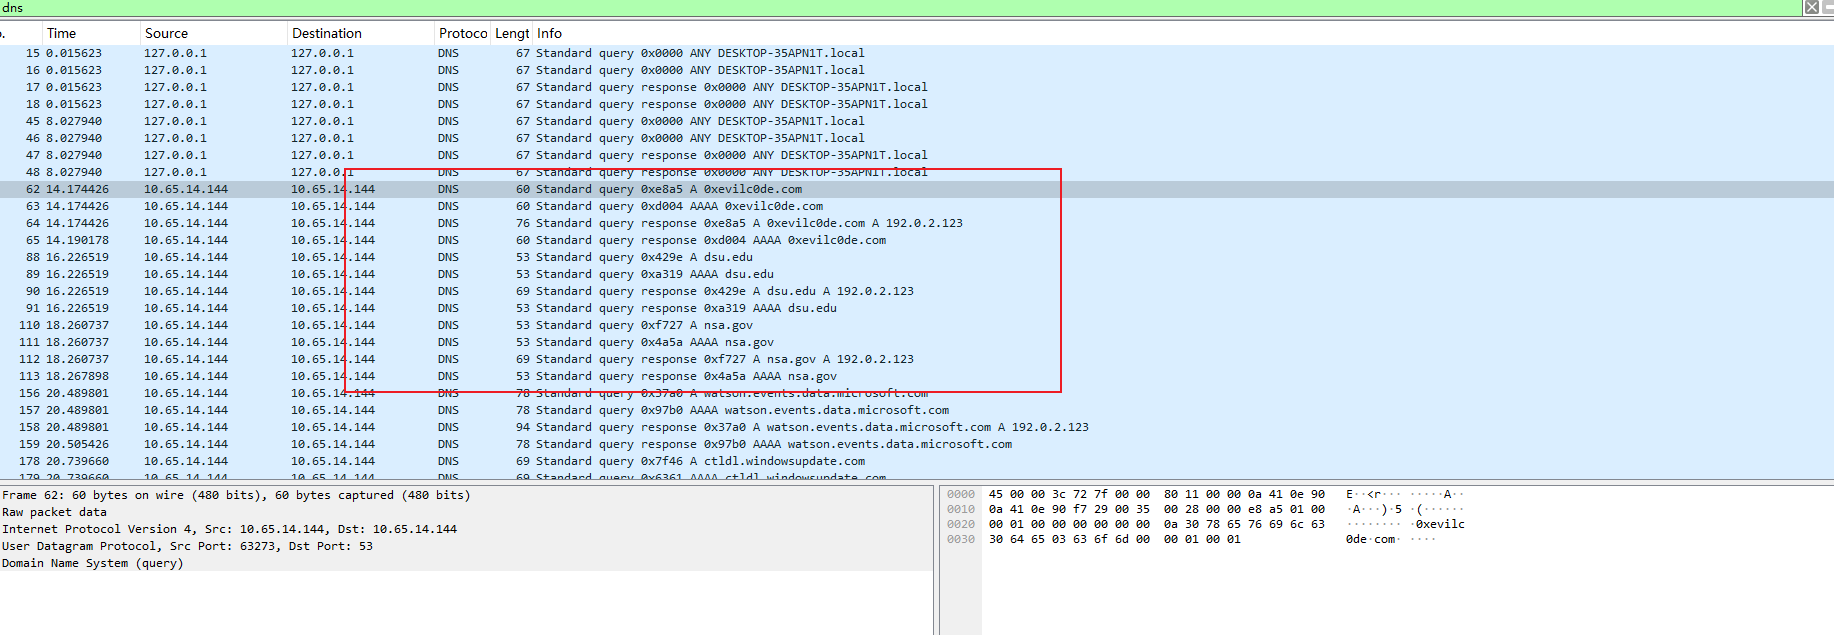 dns
o. Time Source Destination Protoco Lengt Info
15 0.015623 127.0.0.1 127.0.0.1 DNS 67 Standard query 0x0000 ANY DESKTOP-35APN1T.local
16 0.015623 127.0.0.1 127.0.0.1 DNS 67 Standard query 0x0000 ANY DESKTOP-35APN1T.local
17 0.015623 127.0.0.1 127.0.0.1 DNS 67 Standard query response 0x0000 ANY DESKTOP-35APN1T.local
18 0.015623 127.0.0.1 127.0.0.1 DNS 67 Standard query response 0x0000 ANY DESKTOP-35APN1T.local
45 8.027940 127.0.0.1 127.0.0.1 DNS 67 Standard query 0x0000 ANY DESKTOP-35APN1T.local
46 8.027940 127.0.0.1 127.0.0.1 DNS 67 Standard query 0x0000 ANY DESKTOP-35APN1T.local
47 8.027940 127.0.0.1 127.0.0.1 DNS 67 Standard query response 0x0000 ANY DESKTOP-35APN1T.local
48 8.027940 127.0.0.1 127.0.0.1 DNS 67 Standard query response 0x0000 ANY DESKTOP-35APN1T.local
62 14.174426 10.65.14.144 10.65.14.144 DNS 60 Standard query 0xe8a5 A 0xevilc0de.com
63 14.174426 10.65.14.144 10.65.14.144 DNS 60 Standard query 0xd004 AAAA 0xevilc0de.com
64 14.174426 10.65.14.144 10.65.14.144 DNS 76 Standard query response 0xe8a5 A 0xevilc0de.com A 192.0.2.123
65 14.190178 10.65.14.144 10.65.14.144 DNS 60 Standard query response 0xd004 AAAA 0xevilc0de.com
88 16.226519 10.65.14.144 10.65.14.144 DNS 53 Standard query 0x429e A dsu.edu
89 16.226519 10.65.14.144 10.65.14.144 DNS 53 Standard query 0xa319 AAAA dsu.edu
90 16.226519 10.65.14.144 10.65.14.144 DNS 69 Standard query response 0x429e A dsu.edu A 192.0.2.123
91 16.226519 10.65.14.144 10.65.14.144 DNS 53 Standard query response 0xa319 AAAA dsu.edu
110 18.260737 10.65.14.144 10.65.14.144 DNS 53 Standard query 0xf727 A nsa.gov
111 18.260737 10.65.14.144 10.65.14.144 DNS 53 Standard query 0x4a5a AAAA nsa.gov
112 18.260737 10.65.14.144 10.65.14.144 DNS 69 Standard query response 0xf727 A nsa.gov A 192.0.2.123
113 18.267898 10.65.14.144 10.65.14.144 DNS 53 Standard query response 0x4a5a AAAA nsa.gov
156 20.489801 10.65.14.144 10.65.14.144 DNS 78 Standard query 0x37a0 A watson.events.data.microsoft.com
157 20.489801 10.65.14.144 10.65.14.144 DNS 78 Standard query 0x97b0 AAAA watson.events.data.microsoft.com
158 20.489801 10.65.14.144 10.65.14.144 DNS 94 Standard query response 0x37a0 A watson.events.data.microsoft.com A 192.0.2.123
159 20.505426 10.65.14.144 10.65.14.144 DNS 78 Standard query response 0x97b0 AAAA watson.events.data.microsoft.com
178 20.739660 10.65.14.144 10.65.14.144 DNS 69 Standard query 0x7f46 A ctldl.windowsupdate.com
179 20.739660 10.65.14.144 10.65.14.144 DNS 69 Standard query 0x6361 AAAA ctldl.windowsupdate.com
Frame 62: 60 bytes on wire (480 bits), 60 bytes captured (480 bits)
Raw packet data
Internet Protocol Version 4, Src: 10.65.14.144, Dst: 10.65.14.144
User Datagram Protocol, Src Port: 63273, Dst Port: 53
Domain Name System (query)
0000 45 00 00 3c 72 7f 00 00 80 11 00 00 0a 41 0e 90 E··<r··· ·····A··
0010 0a 41 0e 90 f7 29 00 35 00 28 00 00 e8 a5 01 00 ·A···)·5 ·(······
0020 00 01 00 00 00 00 00 00 0a 30 78 65 76 69 6c 63 ········ ·0xevilc
0030 30 64 65 03 63 6f 6d 00 00 01 00 01 0de·com· ····